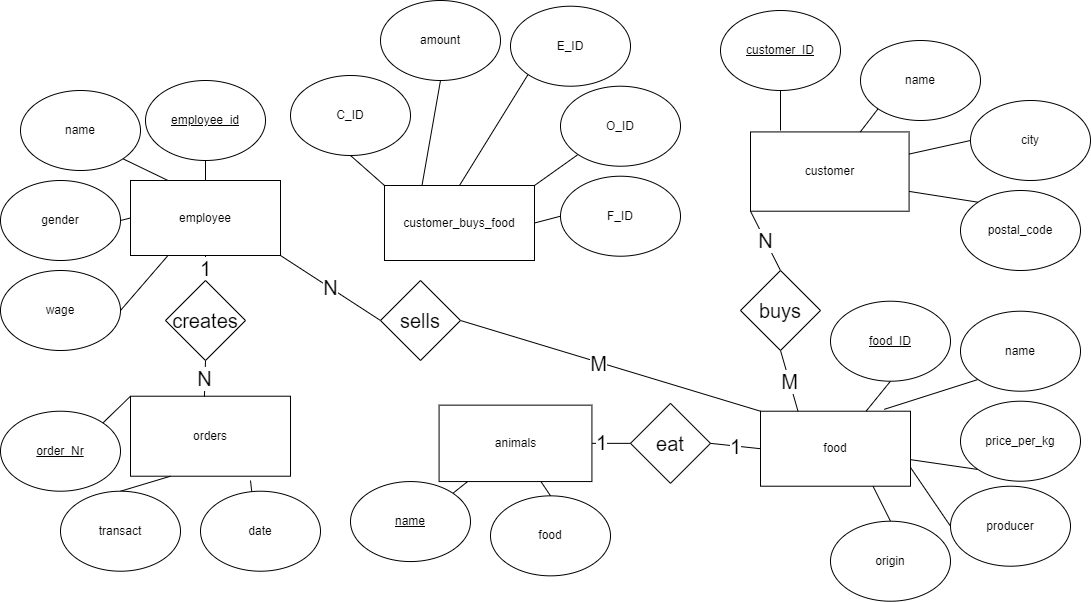 amount
E_ID
customer_ID
name
C_ID
employee_id
name
O_ID
city
customer
gender
employee
customer_buys_food
F_ID
postal_code
N
1
N
wage
creates
sells
buys
food_ID
name
M
N
M
orders
price_per_kg
order_Nr
animals
1
eat
1
food
name
food
producer
transact
date
origin